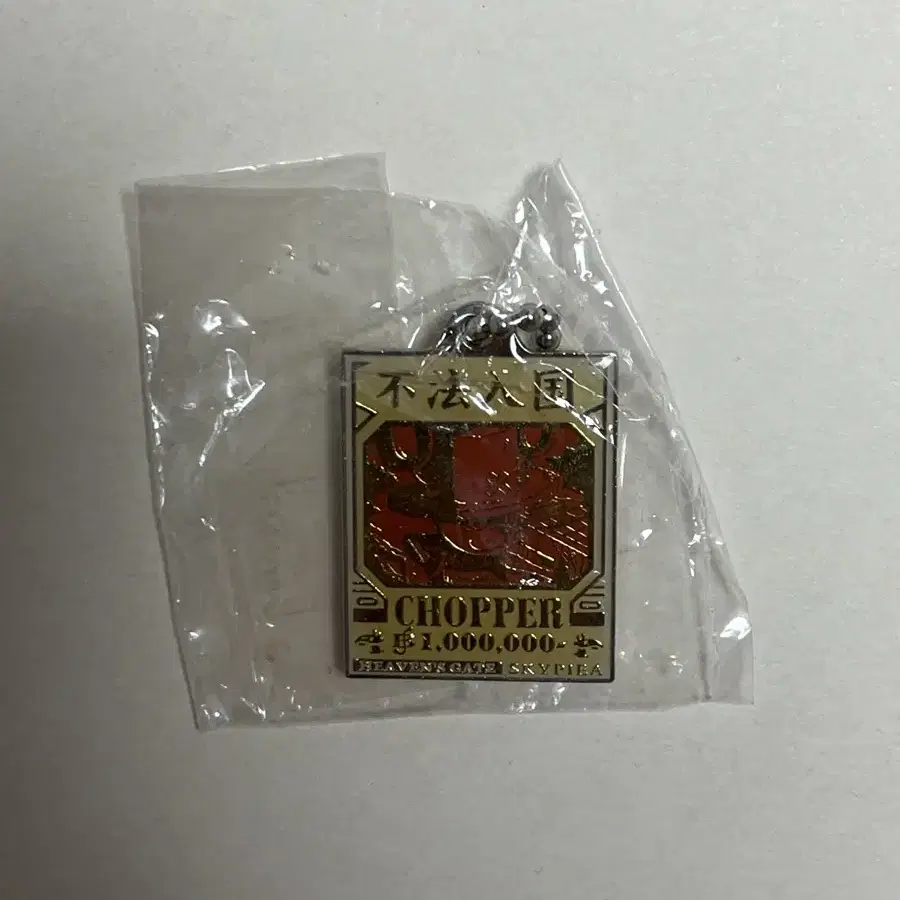 不法入国
CHOPPER
1,000,000-
HEAVEN'S GATE SKYPIEA